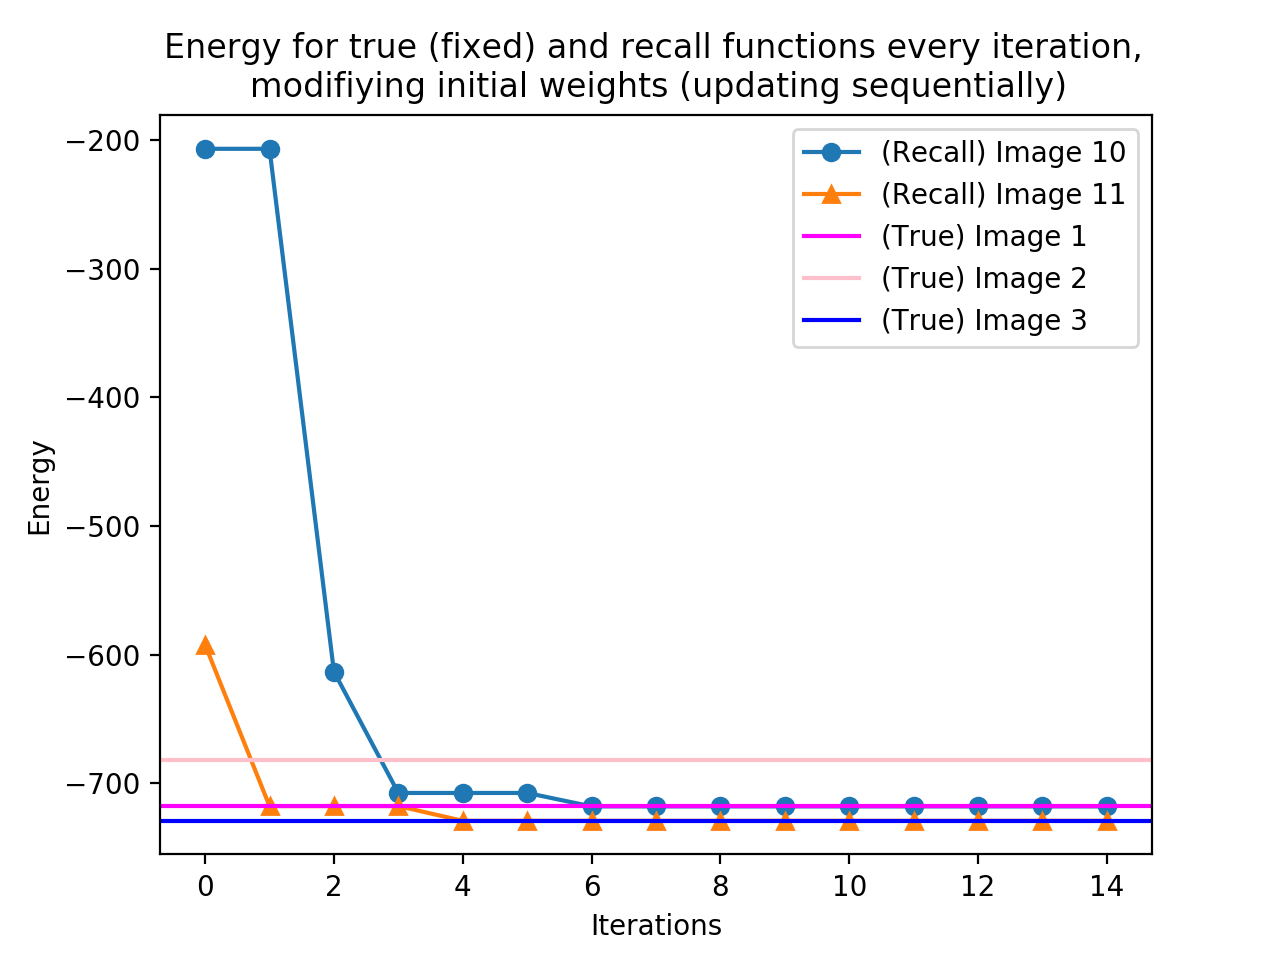 Energy for true (fixed) and recall functions every iteration,
modifiying initial weights (updating sequentially)
(Recall) Image 10
(Recall) Image 11
(True) Image 1
(True) Image 2
(True) Image 3
Energy
−200
−300
−400
−500
−600
−700
0 2 4 6 8 10 12 14
Iterations